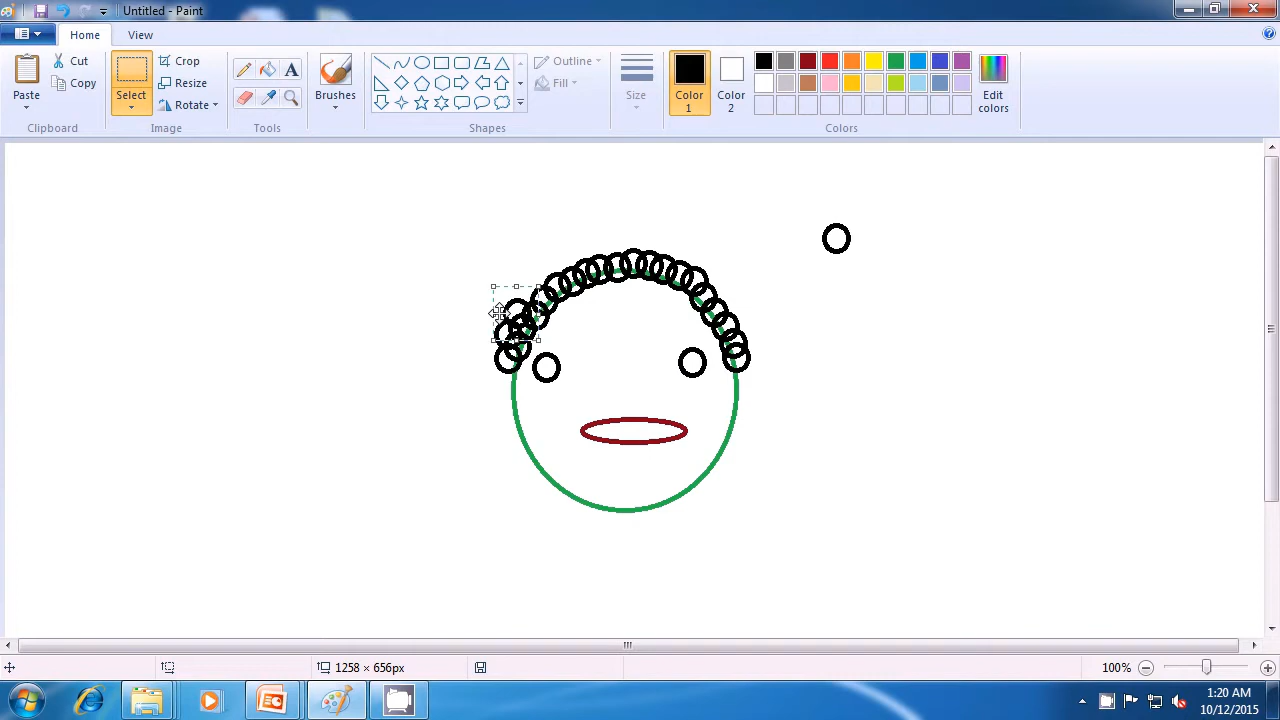 Untitled - Paint
Home View
Paste
Cut
Copy
Clipboard
Select
Crop
Resize
Rotate
Image
Tools
Brushes
Shapes
Outline
Fill
Size
Color 1
Color 2
Edit colors
Colors
1258 × 656px
100%
1:20 AM
10/12/2015